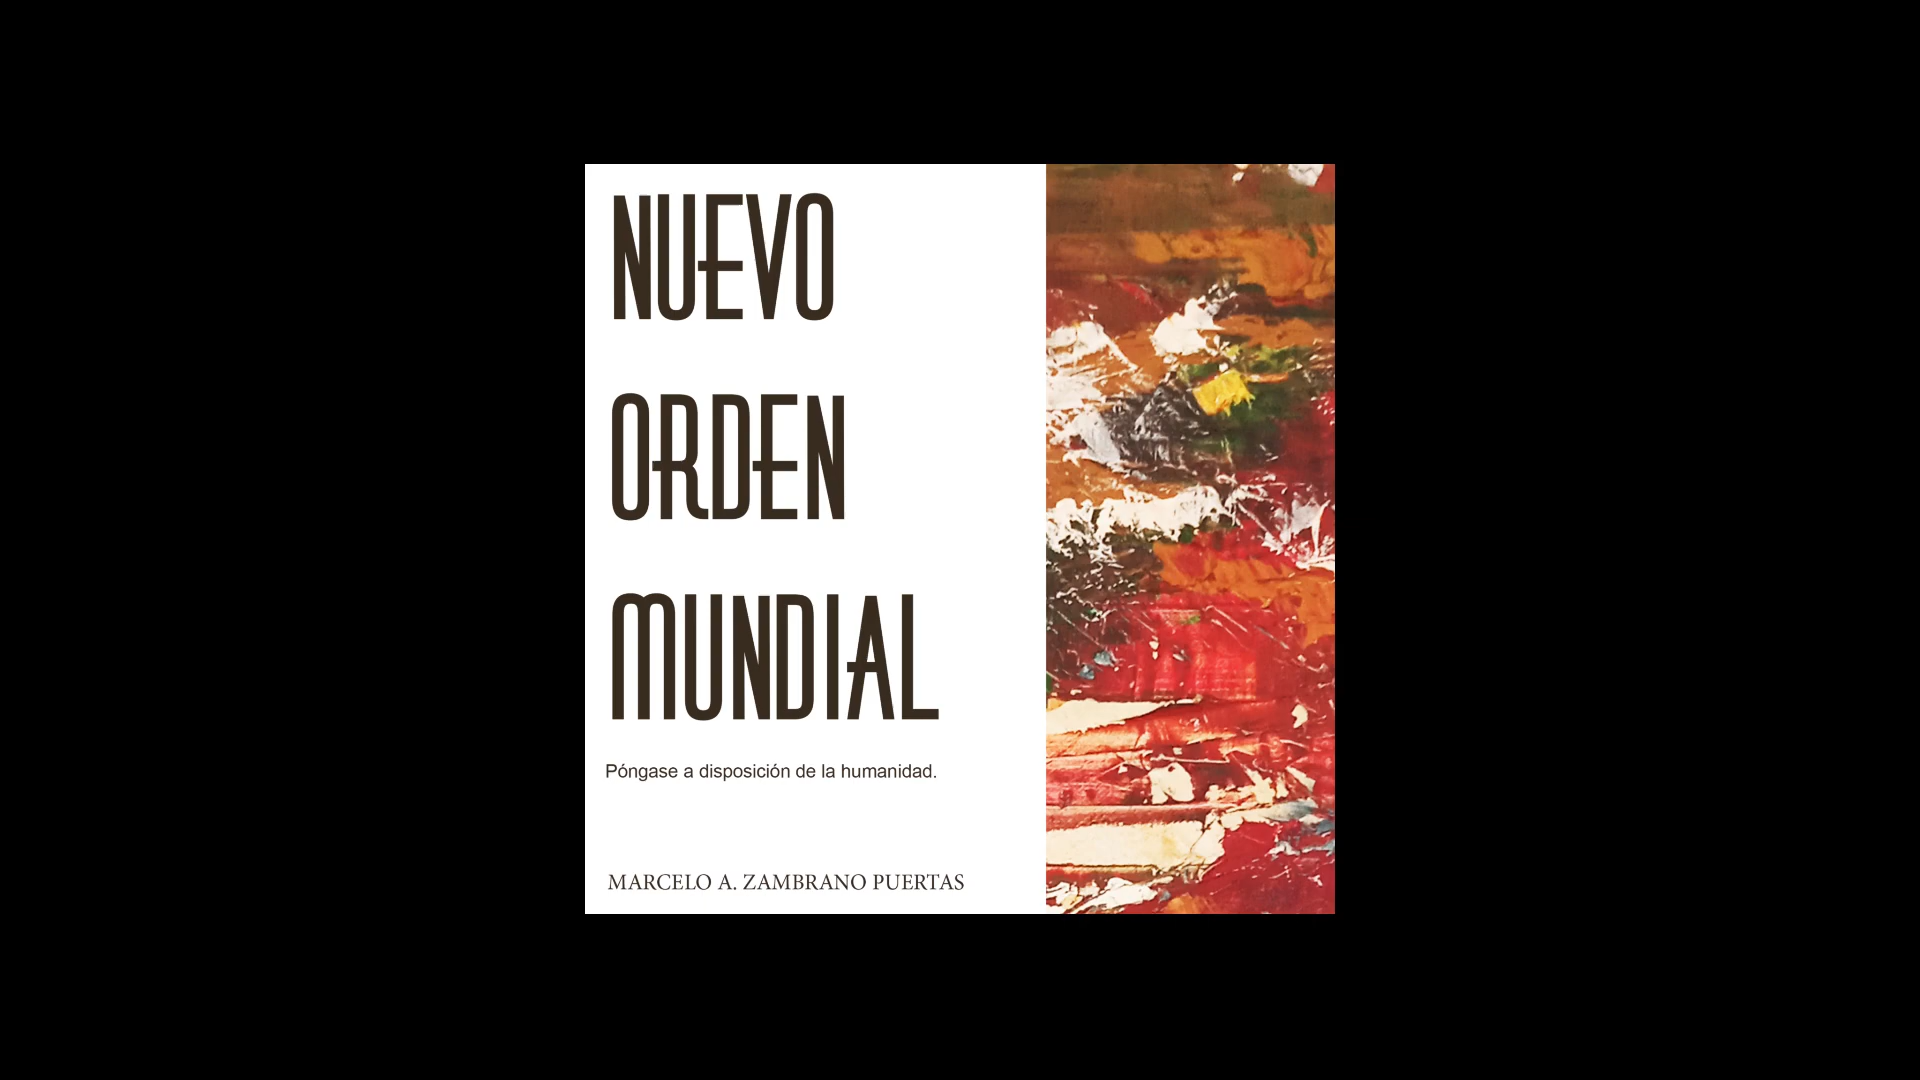 NUEVO
ORDEN
MUNDIAL
Póngase a disposición de la humanidad.
MARCELO A. ZAMBRANO PUERTAS